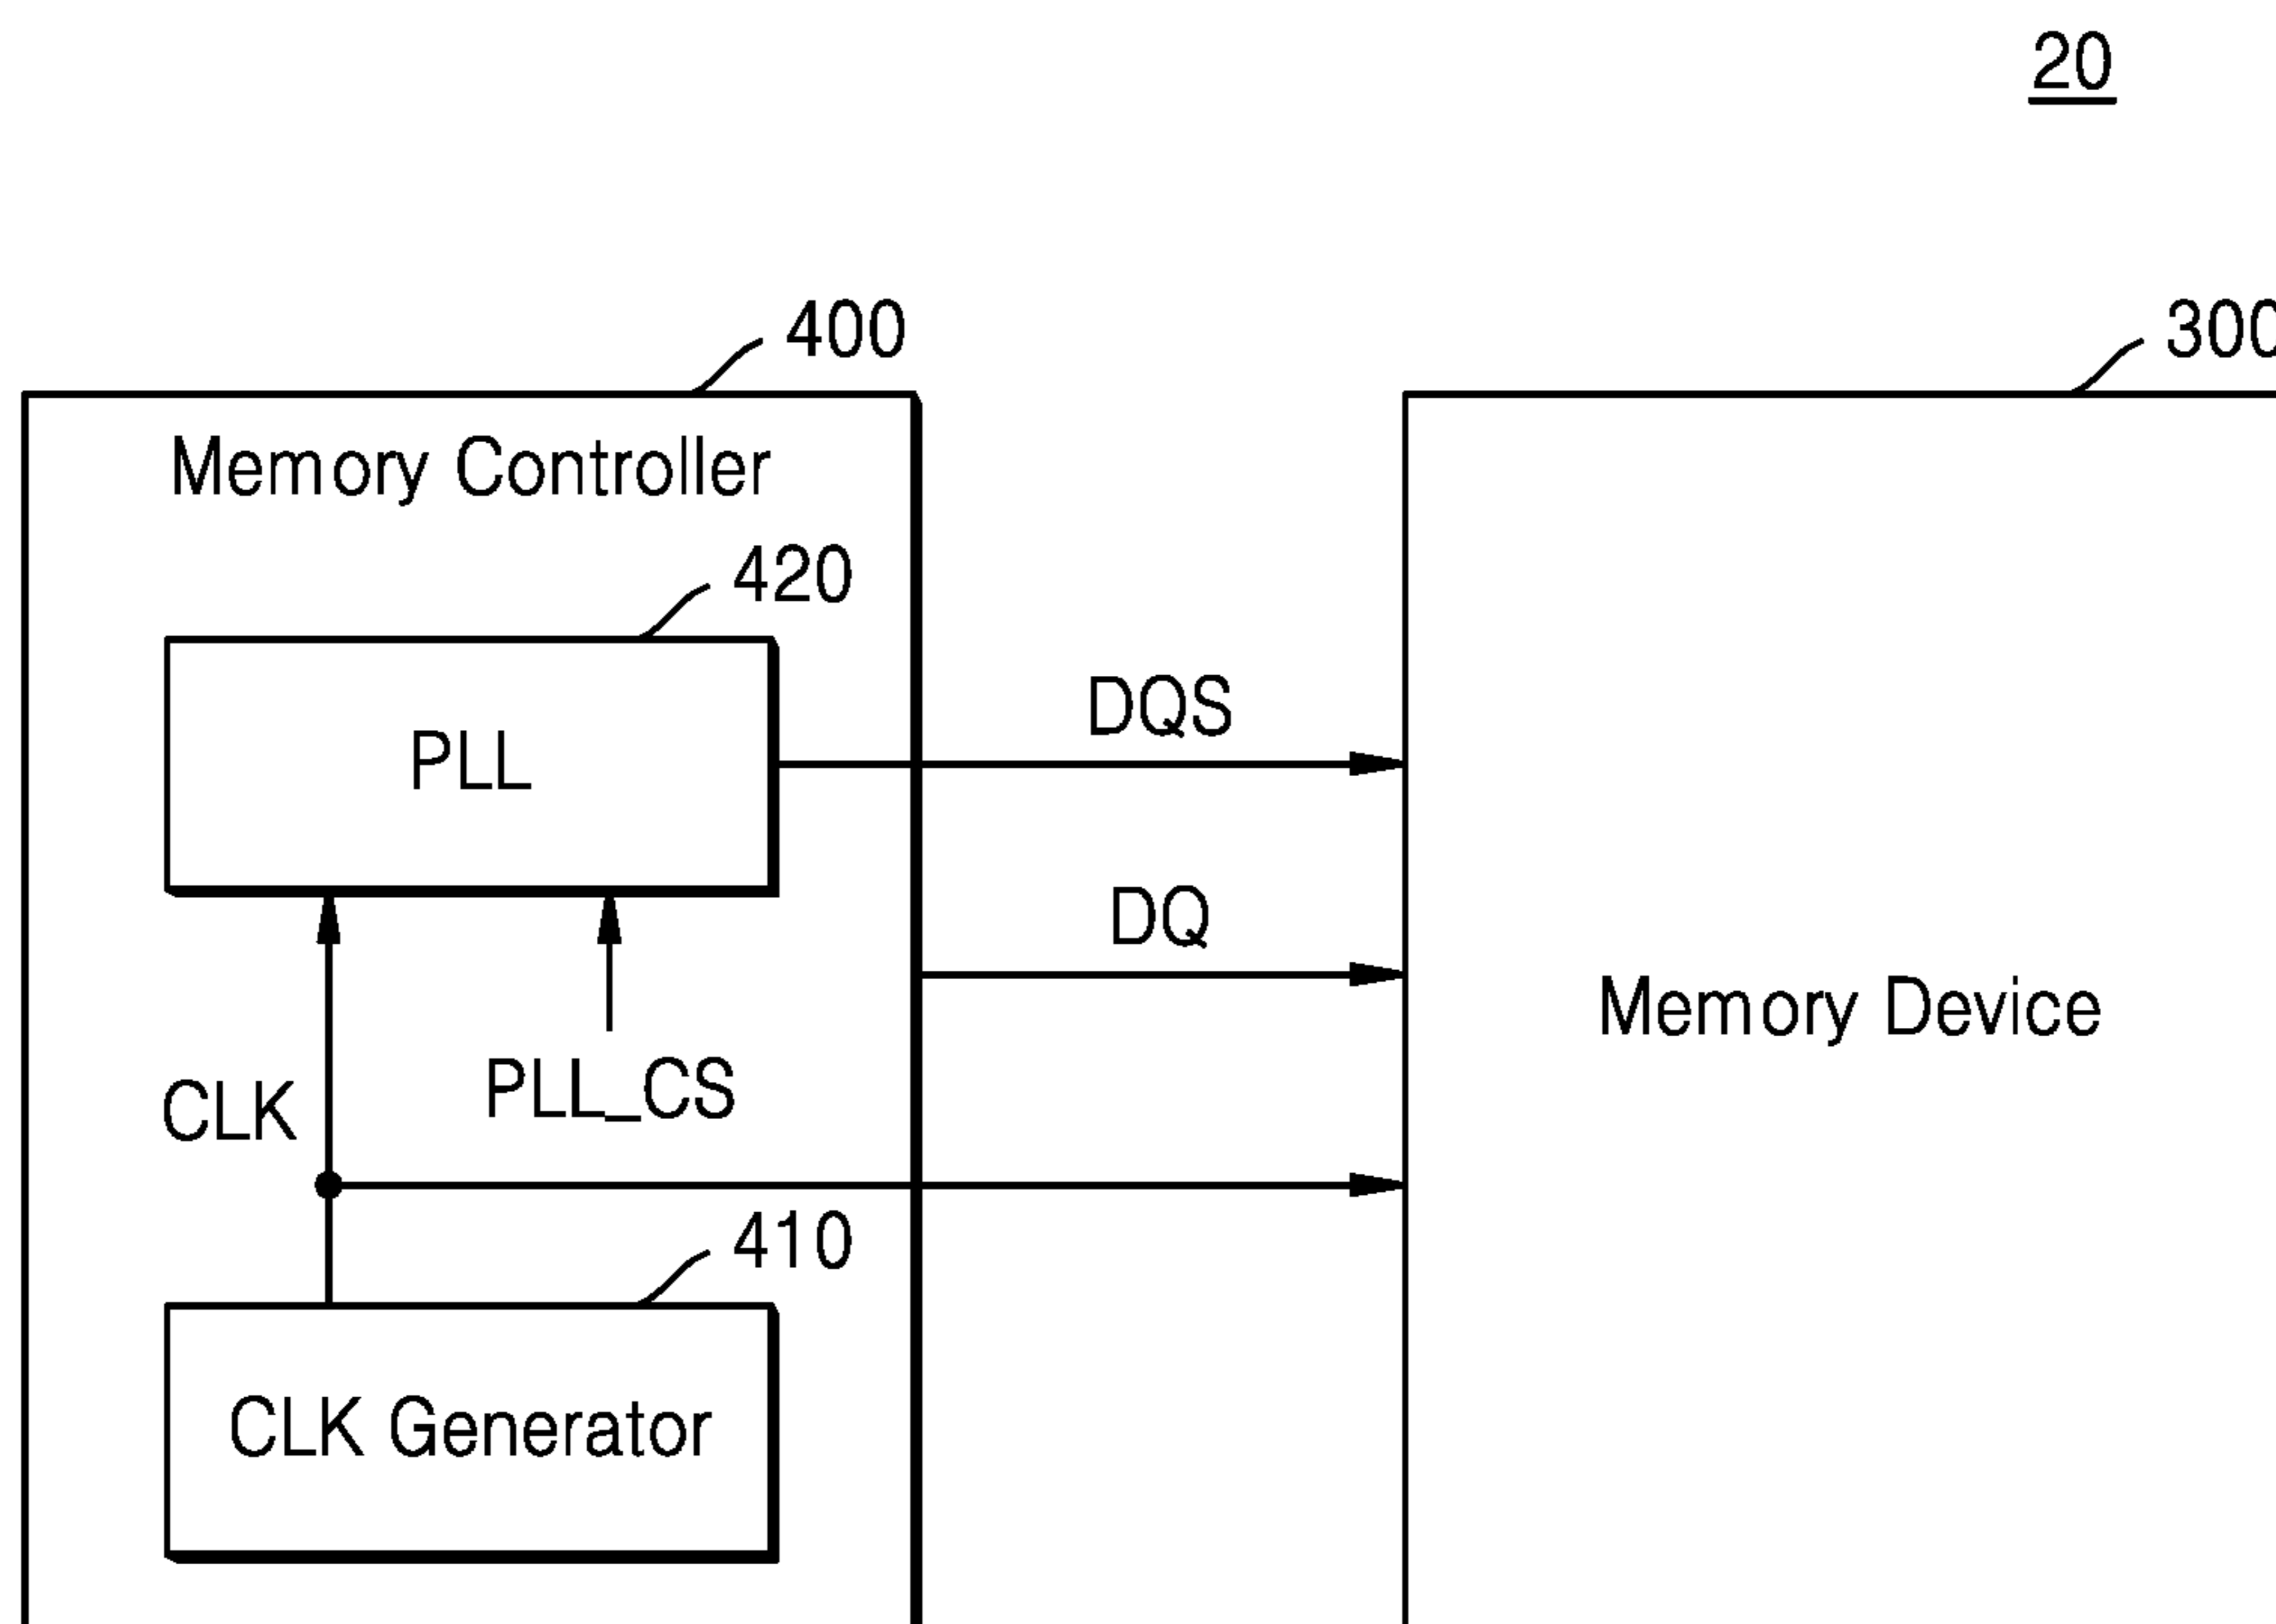 20
400
300
Memory Controller
420
PLL
DQS
DQ
Memory Device
PLL_CS
CLK
410
CLK Generator